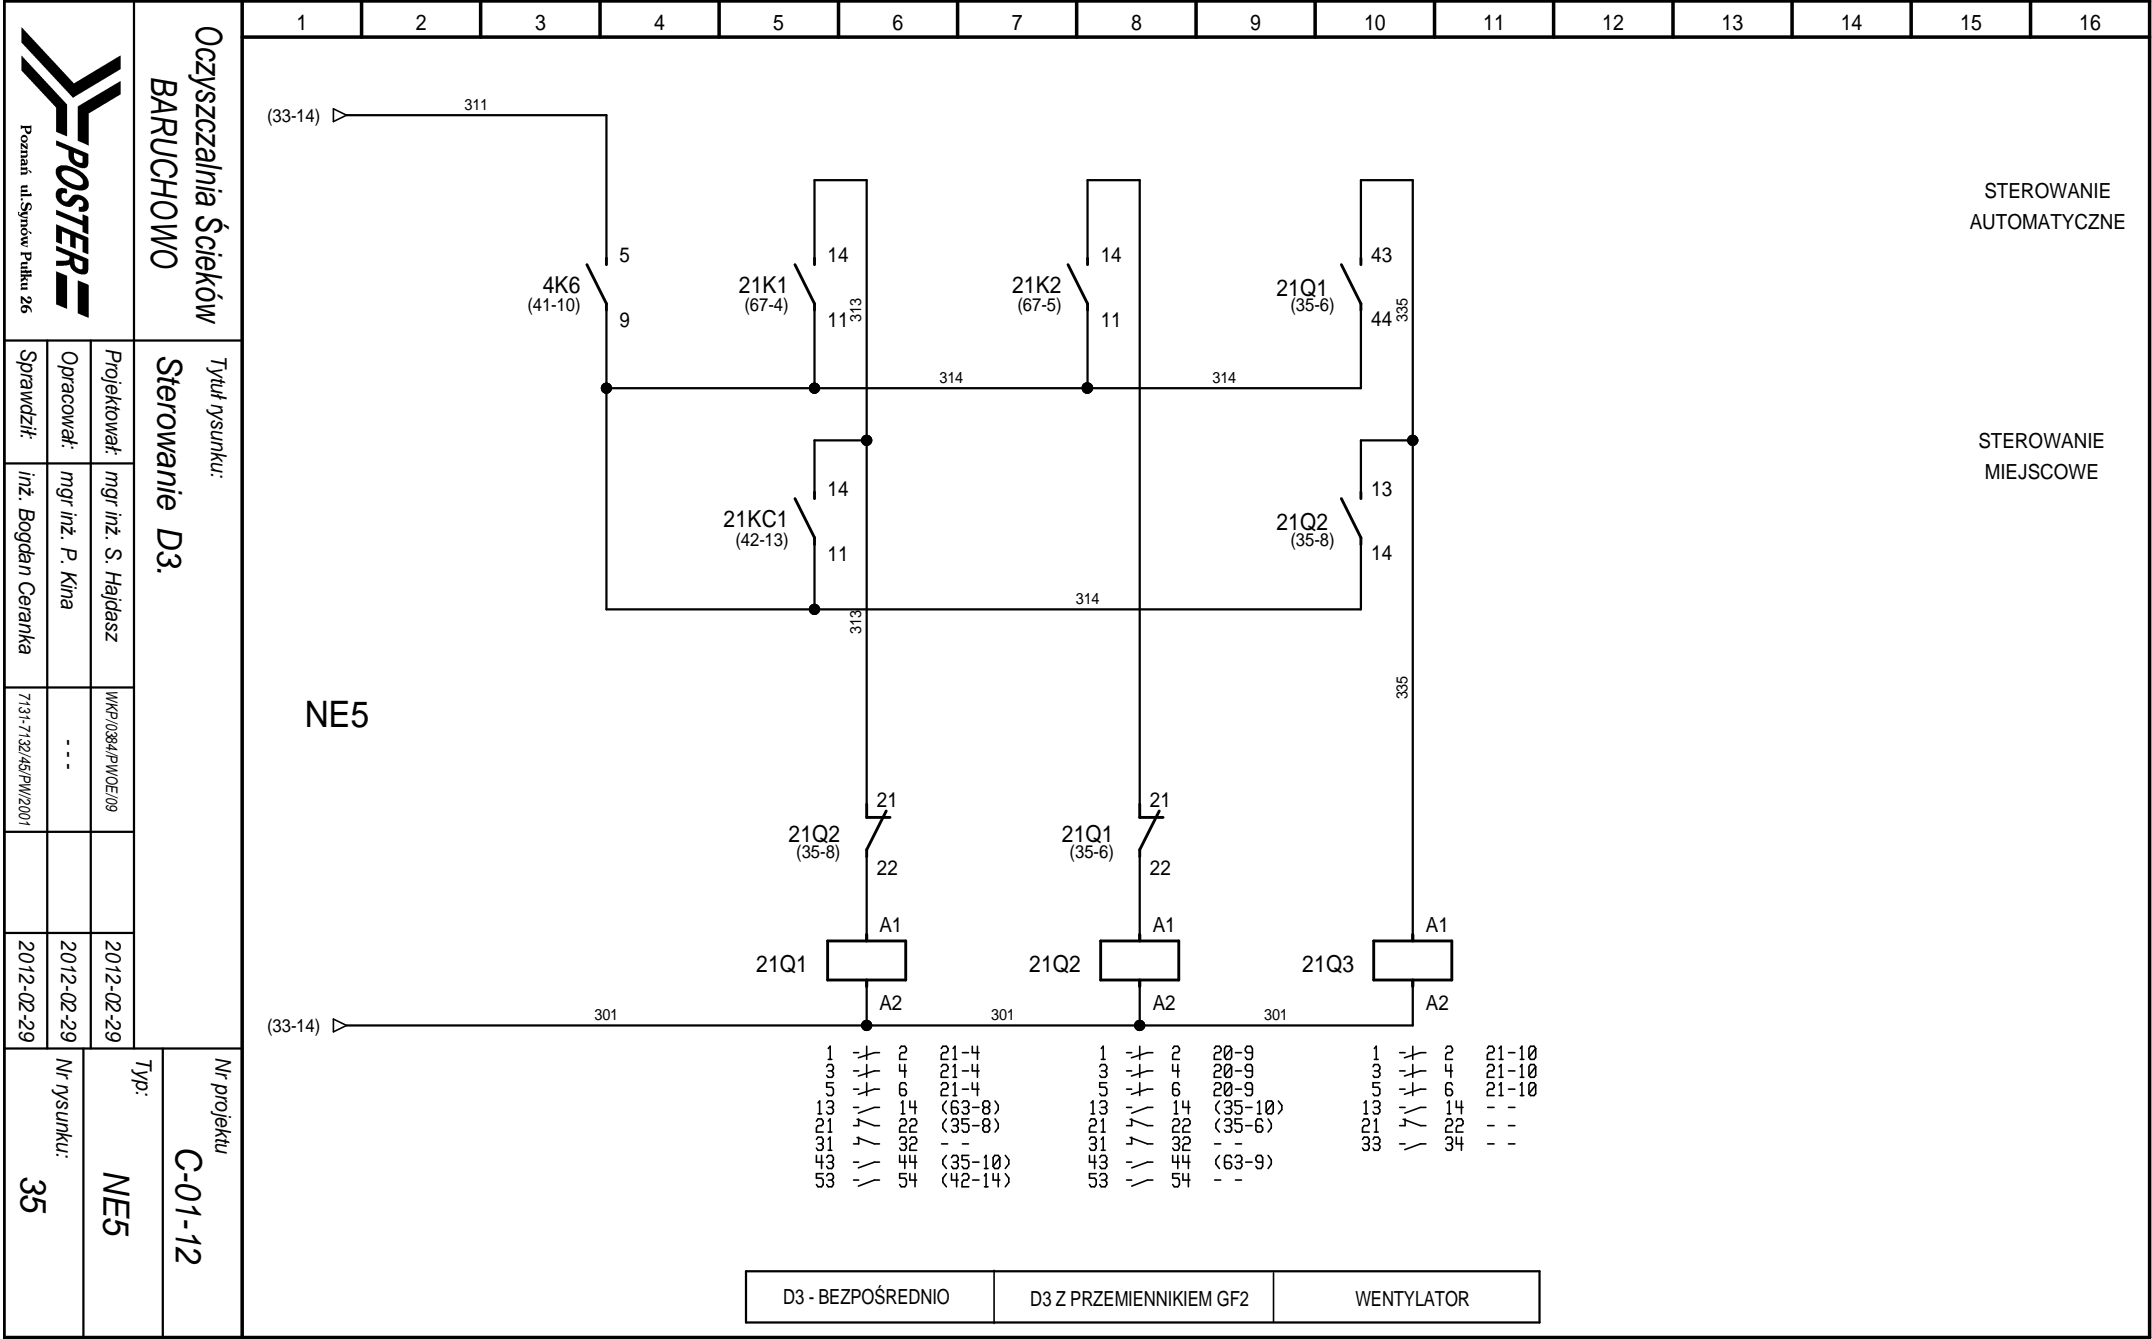 1 2 3 4 5 6 7 8 9 10 11 12 13 14 15 16
Oczyszczalnia Ścieków
BARUCHOWO
POSTER
Poznań ul.Synów Pułku 26
Tytuł rysunku:
Sterowanie D3.
Projektował: mgr inż. S. Hajdasz WKP/0384/PWOE/09 2012-02-29
Opracował: mgr inż. P. Kina - - - 2012-02-29
Sprawdził: inż. Bogdan Ceranka 7131-7132/45/PW/2001 2012-02-29
Nr projektu
C-01-12
Typ:
NE5
Nr rysunku:
35
(33-14) 311
STEROWANIE
AUTOMATYCZNE
5 14 14 43
4K6 21K1 21K2 21Q1
(41-10) (67-4) (67-5) (35-6)
9 11 313 11 44 335
314 314
STEROWANIE
MIEJSCOWE
14 13
21KC1 21Q2
(42-13) (35-8)
11 14
314
313
335
NE5
21 21
21Q2 21Q1
(35-8) (35-6)
22 22
A1 A1 A1
21Q1 21Q2 21Q3
A2 A2 A2
(33-14) 301 301 301
1 2 21-4 1 2 20-9 1 2 21-10
3 4 21-4 3 4 20-9 3 4 21-10
5 6 21-4 5 6 20-9 5 6 21-10
13 14 (63-8) 13 14 (35-10) 13 14 - -
21 22 (35-8) 21 22 (35-6) 21 22 - -
31 32 - - 31 32 - - 33 34 - -
43 44 (35-10) 43 44 (63-9)
53 54 (42-14) 53 54 - -
D3 - BEZPOŚREDNIO D3 Z PRZEMIENNIKIEM GF2 WENTYLATOR